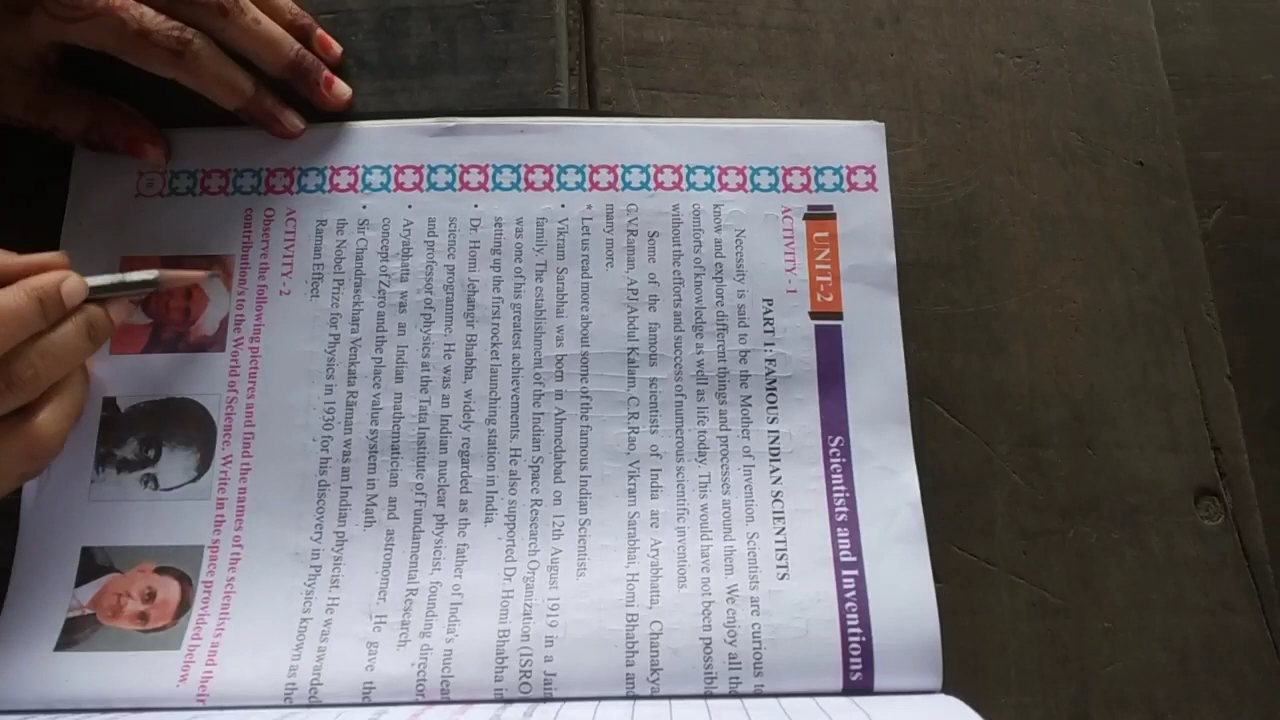 UNIT-2
Scientists and Inventions
ACTIVITY - 1
PART 1: FAMOUS INDIAN SCIENTISTS
Necessity is said to be the Mother of Invention. Scientists are curious to
know and explore different things and processes around them. We enjoy all the
comforts of knowledge as well as life today. This would have not been possible
without the efforts and success of numerous scientific inventions.
Some of the famous scientists of India are Aryabhatta, Chanakya,
G.V.Raman, APJ Abdul Kalam, C.R.Rao, Vikram Sarabhai, Homi Bhabha and
many more.
* Let us read more about some of the famous Indian Scientists.
• Vikram Sarabhai was born in Ahmedabad on 12th August 1919 in a Jain
family. The establishment of the Indian Space Research Organization (ISRO
was one of his greatest achievements. He also supported Dr. Homi Bhabha in
setting up the first rocket launching station in India.
• Dr. Homi Jehangir Bhabha, widely regarded as the father of India's nuclear
science programme. He was an Indian nuclear physicist, founding director,
and professor of physics at the Tata Institute of Fundamental Research.
• Aryabhatta was an Indian mathematician and astronomer. He gave the
concept of Zero and the place value system in Math.
• Sir Chandrasekhara Venkata Rāman was an Indian physicist. He was awarded
the Nobel Prize for Physics in 1930 for his discovery in Physics known as the
Raman Effect.
ACTIVITY - 2
Observe the following pictures and find the names of the scientists and their
contribution/s to the World of Science. Write in the space provided below.